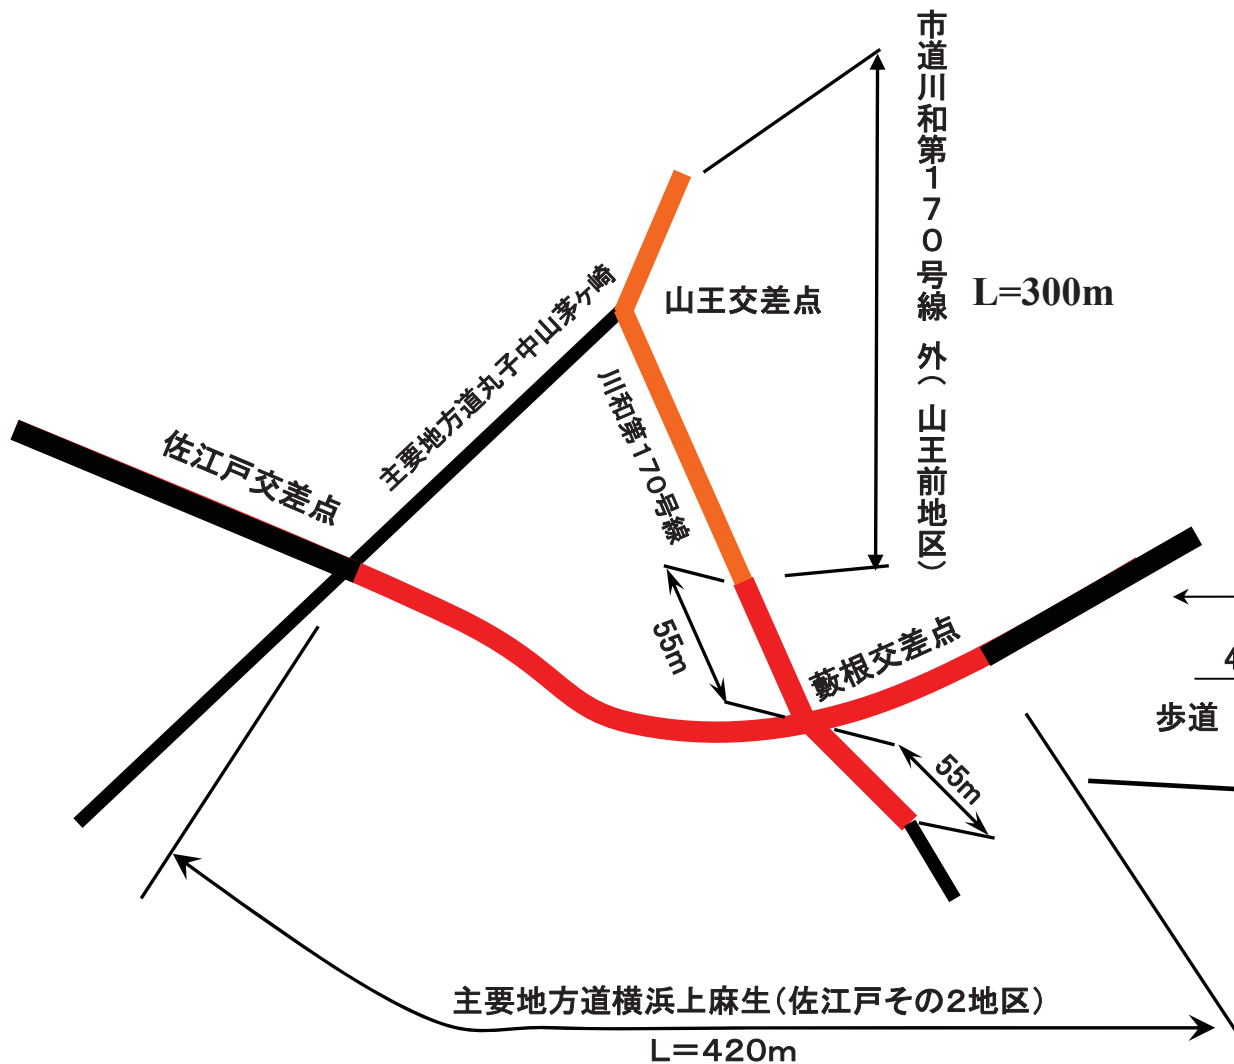 市道川和第170号線 外（山王前地区）
L=300m
山王交差点
主要地方道丸子中山茅ヶ崎
川和第170号線
佐江戸交差点
55m
藪根交差点
4
歩道
55m
主要地方道横浜上麻生（佐江戸その2地区）
L=420m